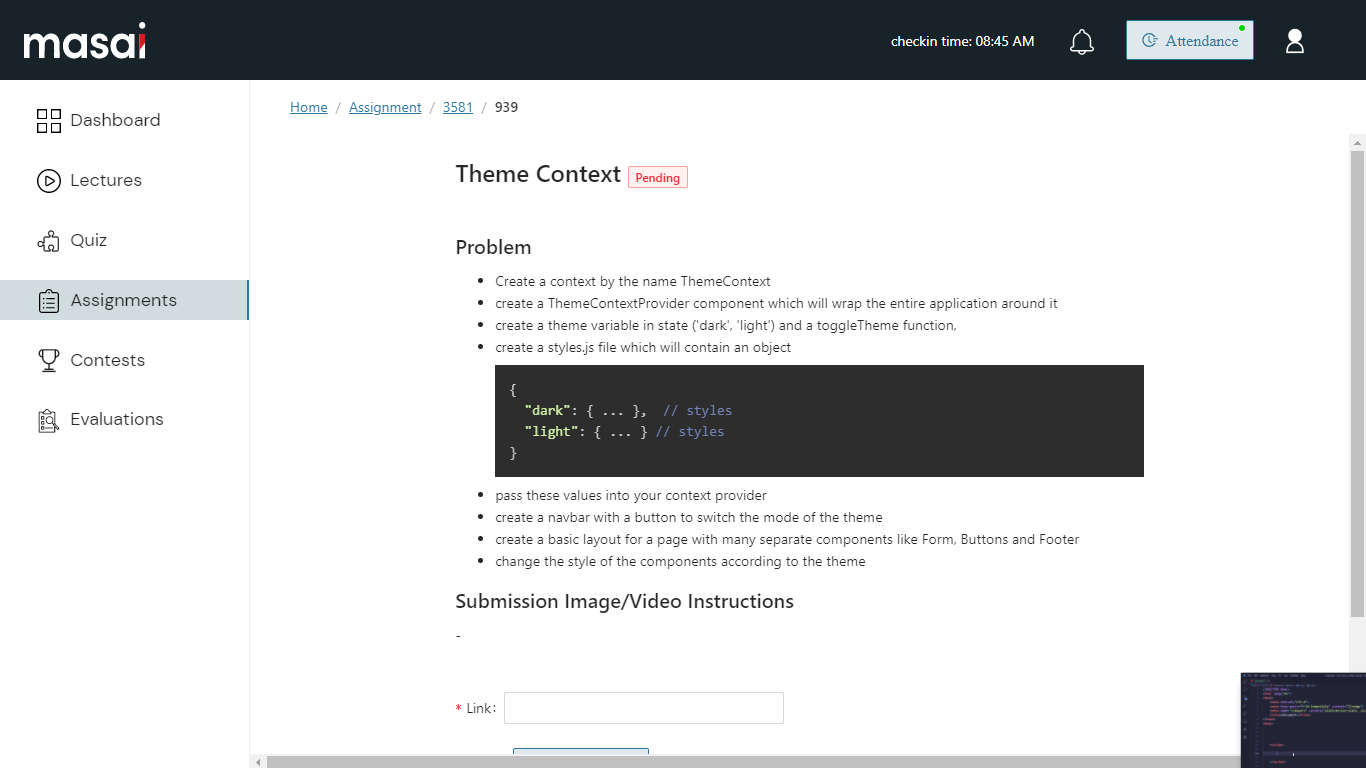 masai
checkin time: 08:45 AM
Attendance
Dashboard
Lectures
Quiz
Assignments
Contests
Evaluations
Home / Assignment / 3581 / 939
Theme Context Pending
Problem
Create a context by the name ThemeContext
create a ThemeContextProvider component which will wrap the entire application around it
create a theme variable in state ('dark', 'light') and a toggleTheme function,
create a styles.js file which will contain an object
{
"dark": { ... },  // styles
"light": { ... } // styles
}
pass these values into your context provider
create a navbar with a button to switch the mode of the theme
create a basic layout for a page with many separate components like Form, Buttons and Footer
change the style of the components according to the theme
Submission Image/Video Instructions
-
* Link: